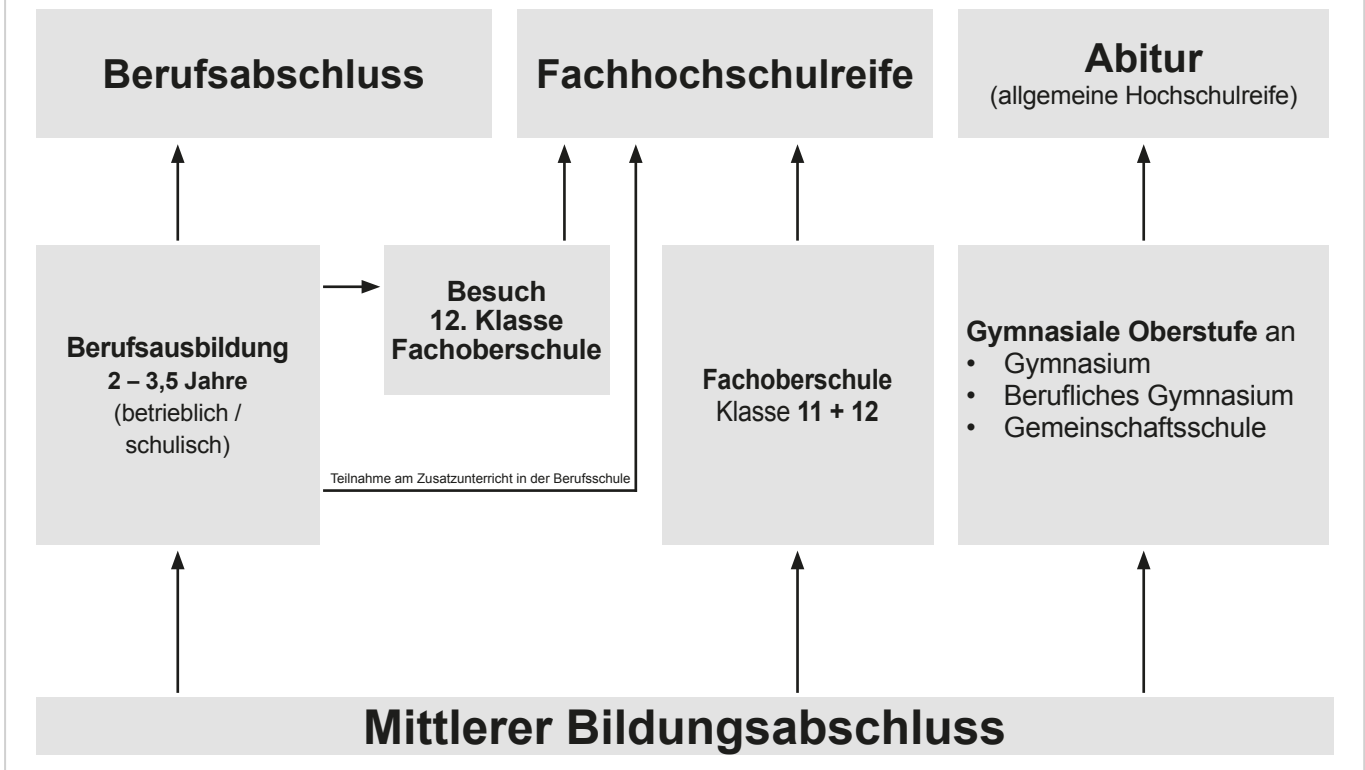 Berufsabschluss
Fachhochschulreife
Abitur
(allgemeine Hochschulreife)
Berufsausbildung
2 – 3,5 Jahre
(betrieblich /
schulisch)
Besuch
12. Klasse
Fachoberschule
Teilnahme am Zusatzunterricht in der Berufsschule
Fachoberschule
Klasse 11 + 12
Gymnasiale Oberstufe an
• Gymnasium
• Berufliches Gymnasium
• Gemeinschaftsschule
Mittlerer Bildungsabschluss